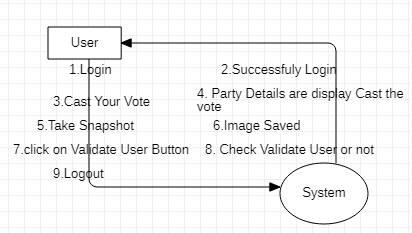 User
1.Login
2.Successfuly Login
3.Cast Your Vote
4. Party Details are display Cast the
vote
5.Take Snapshot
6.Image Saved
7.click on Validate User Button
8. Check Validate User or not
9.Logout
System